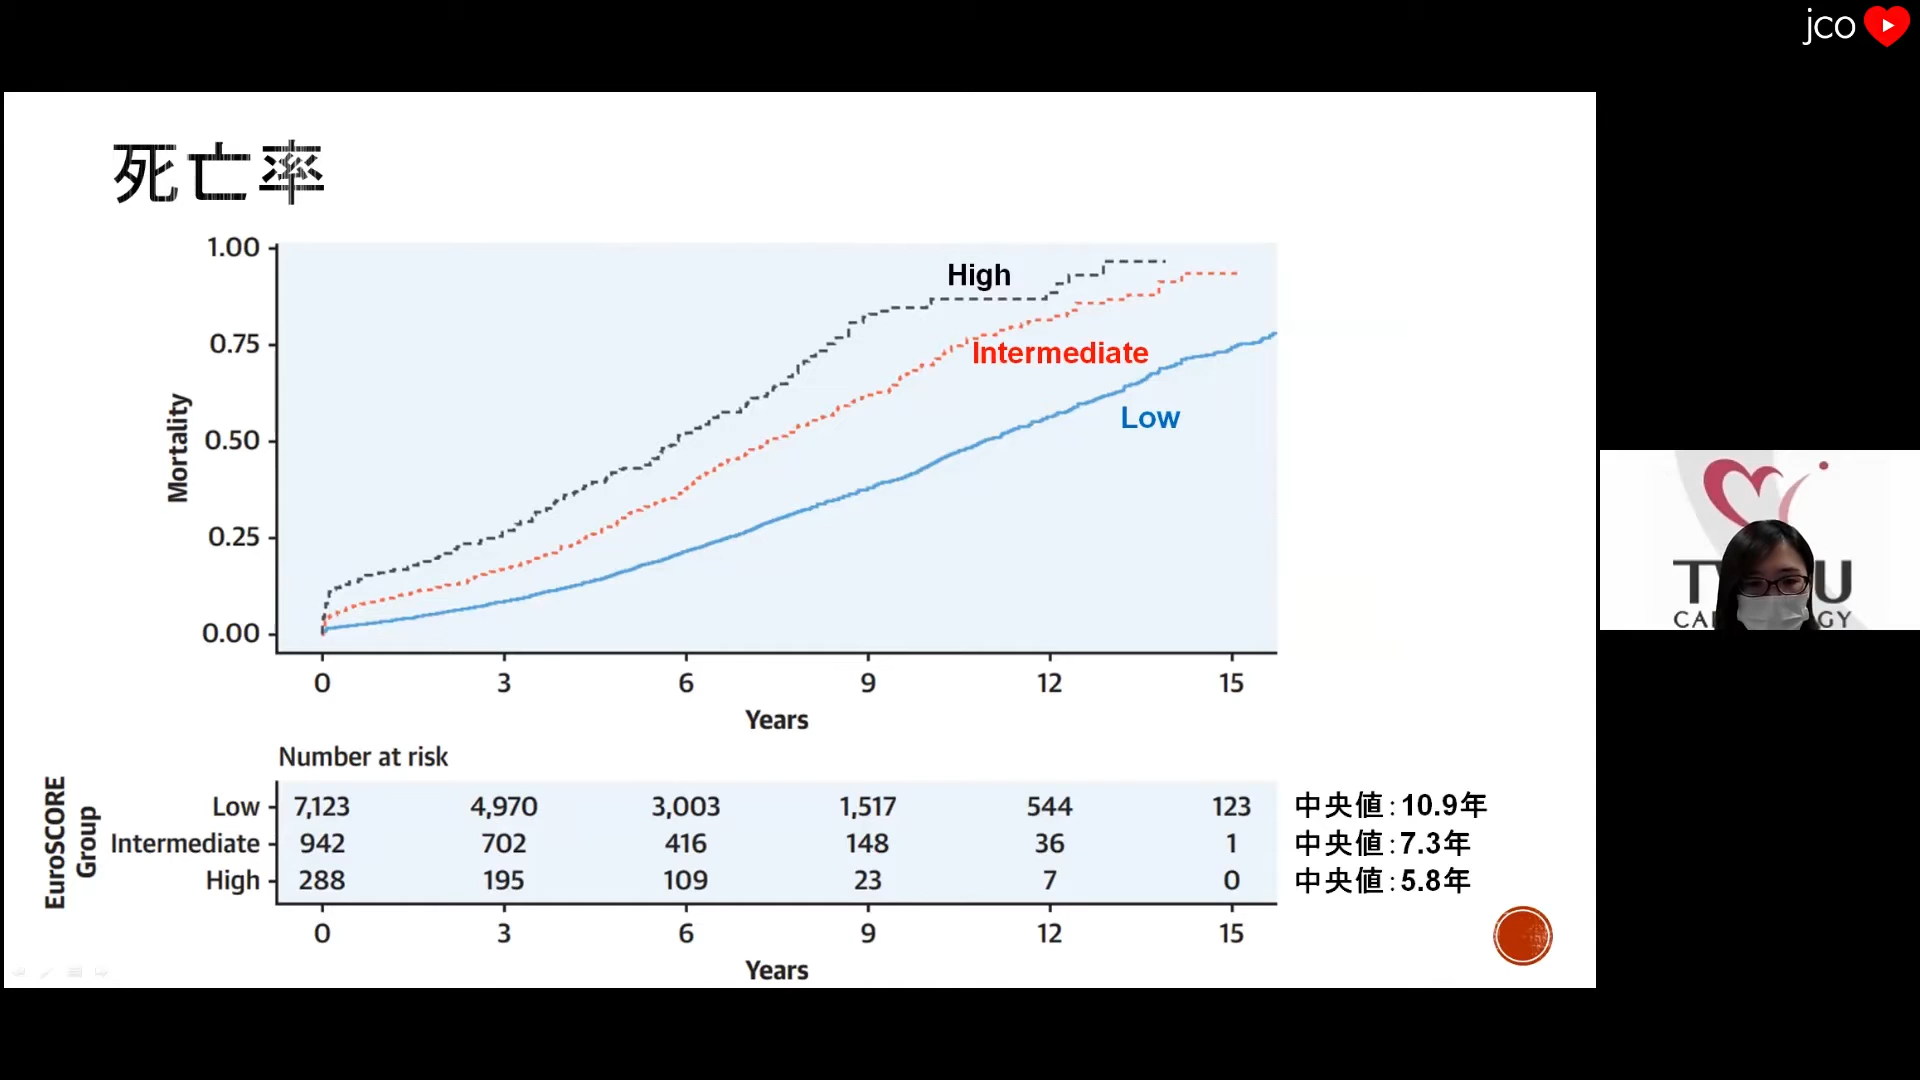 jco
死亡率
1.00
0.75
0.50
0.25
0.00
Mortality
High
Intermediate
Low
0 3 6 9 12 15
Years
Number at risk
EuroSCORE
Group
Low 7,123 4,970 3,003 1,517 544 123 中央値：10.9年
Intermediate 942 702 416 148 36 1 中央値：7.3年
High 288 195 109 23 7 0 中央値：5.8年
0 3 6 9 12 15
Years